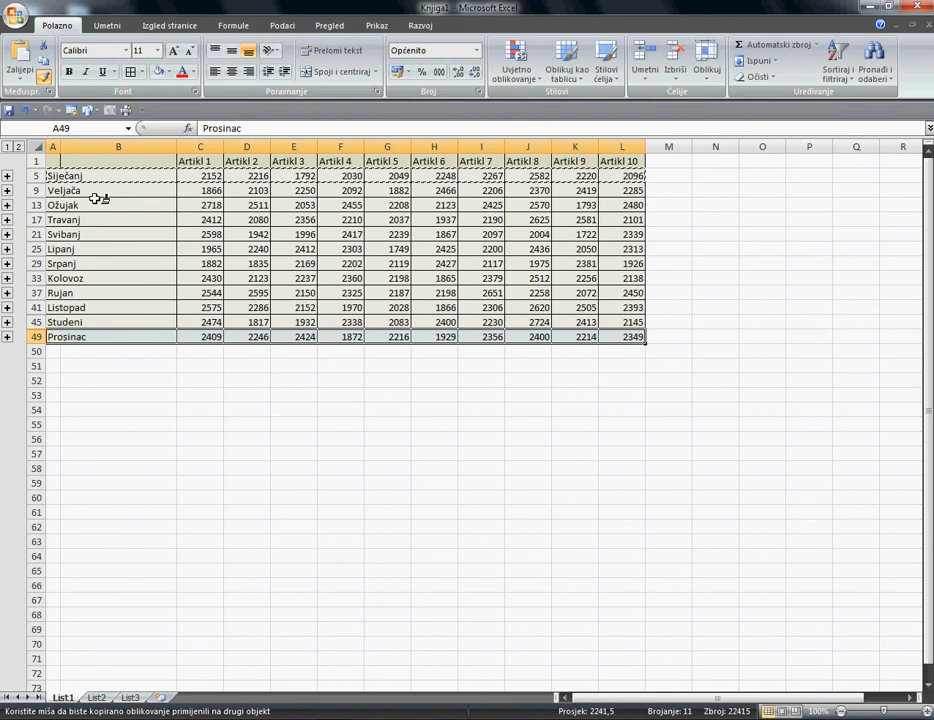 Knjiga1 - Microsoft Excel
Polazno Umetni Izgled stranice Formule Podaci Pregled Prikaz Razvoj
Zalijepi Calibri 11 Prelomi tekst Općenito Automatski zbroj
B I U Spoji i centriraj % 000 Uvjetno oblikovanje Oblikuj kao tablicu Stilovi ćelije Umetni Izbriši Oblikuj Ispuni Očisti Sortiraj i filtriraj Pronađi i odaberi
Međuspr... Font Poravnanje Broj Stilovi Ćelije Uređivanje
A49 fx Prosinac
1 2 A B C D E F G H I J K L M N O P Q R
1 Artikl 1 Artikl 2 Artikl 3 Artikl 4 Artikl 5 Artikl 6 Artikl 7 Artikl 8 Artikl 9 Artikl 10
5 Siječanj 2152 2216 1792 2030 2049 2248 2267 2582 2220 2096
9 Veljača 1866 2103 2250 2092 1882 2466 2206 2370 2419 2285
13 Ožujak 2718 2511 2053 2455 2208 2123 2425 2570 1793 2480
17 Travanj 2412 2080 2356 2210 2037 1937 2190 2625 2581 2101
21 Svibanj 2598 1942 1996 2417 2239 1867 2097 2004 1722 2339
25 Lipanj 1965 2240 2412 2303 1749 2425 2200 2436 2050 2313
29 Srpanj 1882 1835 2169 2202 2119 2427 2117 1975 2381 1926
33 Kolovoz 2430 2123 2237 2360 2198 1865 2379 2512 2256 2138
37 Rujan 2544 2595 2150 2325 2187 2198 2651 2258 2072 2450
41 Listopad 2575 2286 2152 1970 2028 1866 2306 2620 2505 2393
45 Studeni 2474 1817 1932 2338 2083 2400 2230 2724 2413 2145
49 Prosinac 2409 2246 2424 1872 2216 1929 2356 2400 2214 2349
50
51
52
53
54
55
56
57
58
59
60
61
62
63
64
65
66
67
68
69
70
71
72
73
List1 List2 List3
Koristite miša da biste kopirano oblikovanje primijenili na drugi objekt Prosjek: 2241,5 Brojanje: 11 Zbroj: 22415 100%